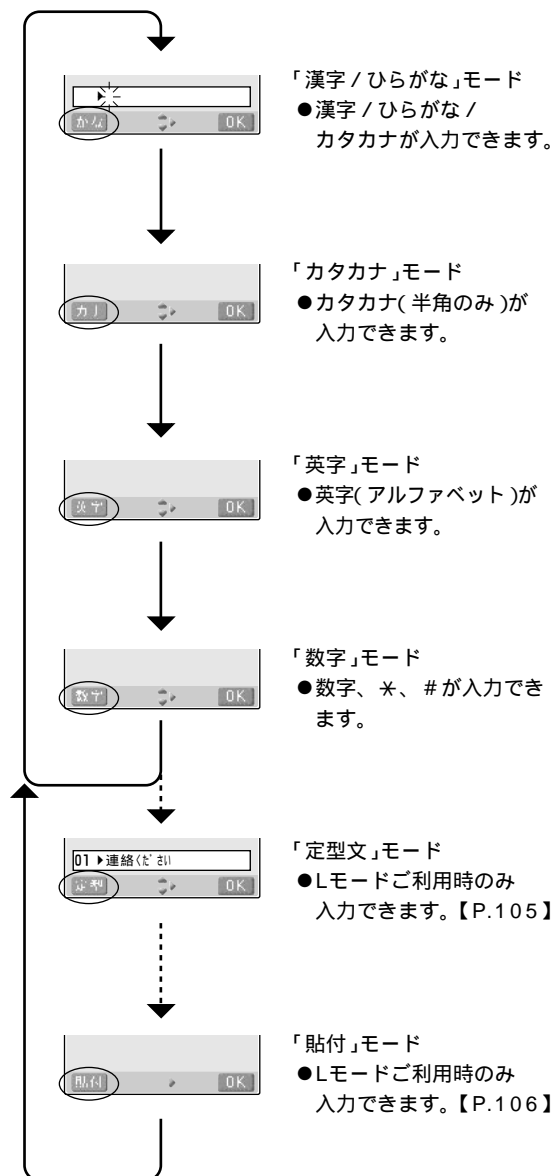 「漢字/ひらがな」モード
●漢字/ひらがな/
カタカナが入力できます。
かな OK
「カタカナ」モード
●カタカナ(半角のみ)が
入力できます。
カナ OK
「英字」モード
●英字(アルファベット)が
入力できます。
英字 OK
「数字」モード
●数字、*、#が入力でき
ます。
数字 OK
「定型文」モード
01 ▶連絡ください
●Lモードご利用時のみ
定型 OK
入力できます。【P.105】
「貼付」モード
●Lモードご利用時のみ
貼付 OK
入力できます。【P.106】